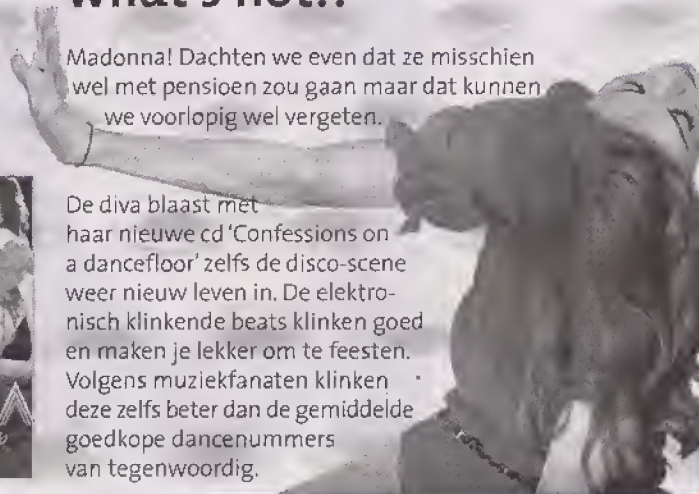 what's hot!!
Madonna! Dachten we even dat ze misschien
wel met pensioen zou gaan maar dat kunnen
we voorlopig wel vergeten.
De diva blaast met
haar nieuwe cd 'Confessions on
a dancefloor' zelfs de disco-scene
weer nieuw leven in. De elektro-
nisch klinkende beats klinken goed
en maken je lekker om te feesten.
Volgens muziekfanaten klinken
deze zelfs beter dan de gemiddelde
goedkope dancenummers
van tegenwoordig.